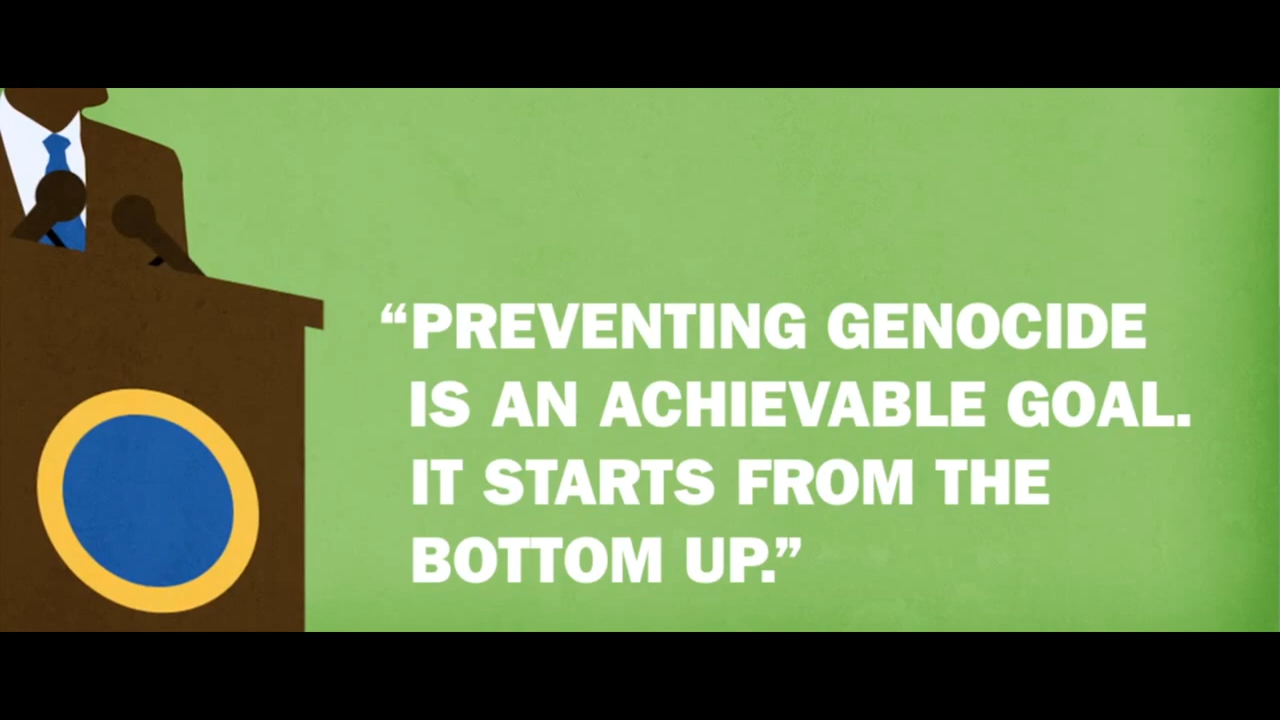 “PREVENTING GENOCIDE
IS AN ACHIEVABLE GOAL.
IT STARTS FROM THE
BOTTOM UP.”